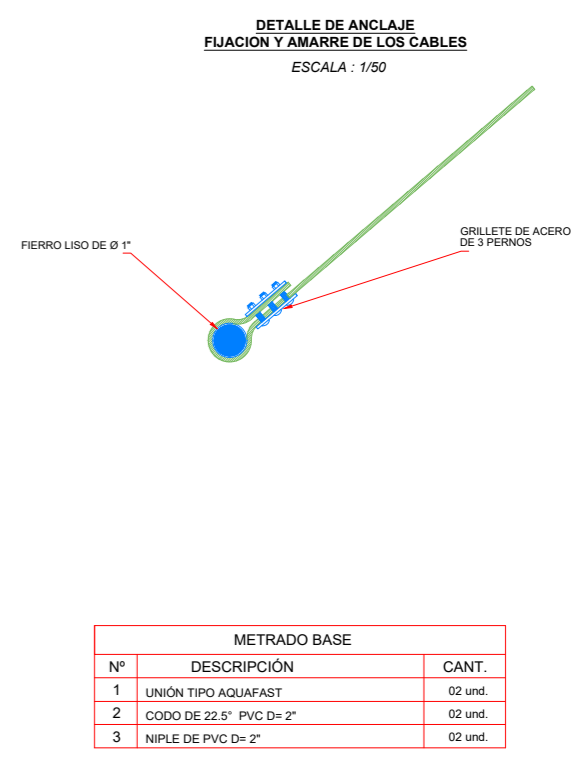 DETALLE DE ANCLAJE
FIJACION Y AMARRE DE LOS CABLES
ESCALA : 1/50
FIERRO LISO DE Ø 1"
GRILLETE DE ACERO
DE 3 PERNOS
METRADO BASE
Nº DESCRIPCIÓN CANT.
1 UNIÓN TIPO AQUAFAST 02 und.
2 CODO DE 22.5° PVC D= 2" 02 und.
3 NIPLE DE PVC D= 2" 02 und.